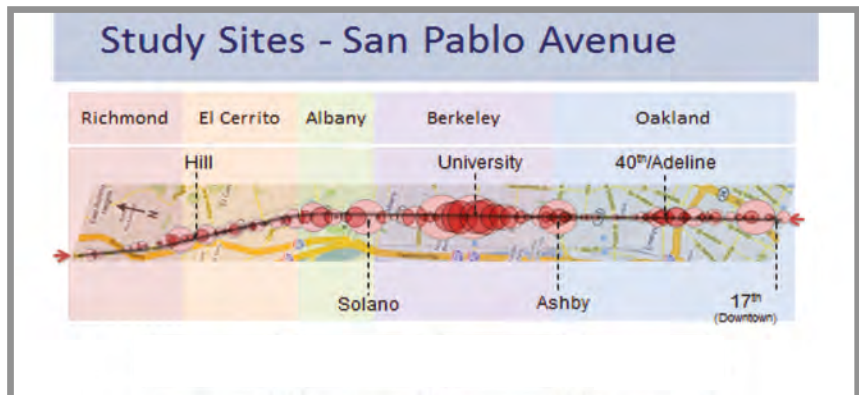 Study Sites - San Pablo Avenue
Richmond El Cerrito Albany Berkeley Oakland
Hill University 40th/Adeline
N
Solano Ashby 17th
(Downtown)